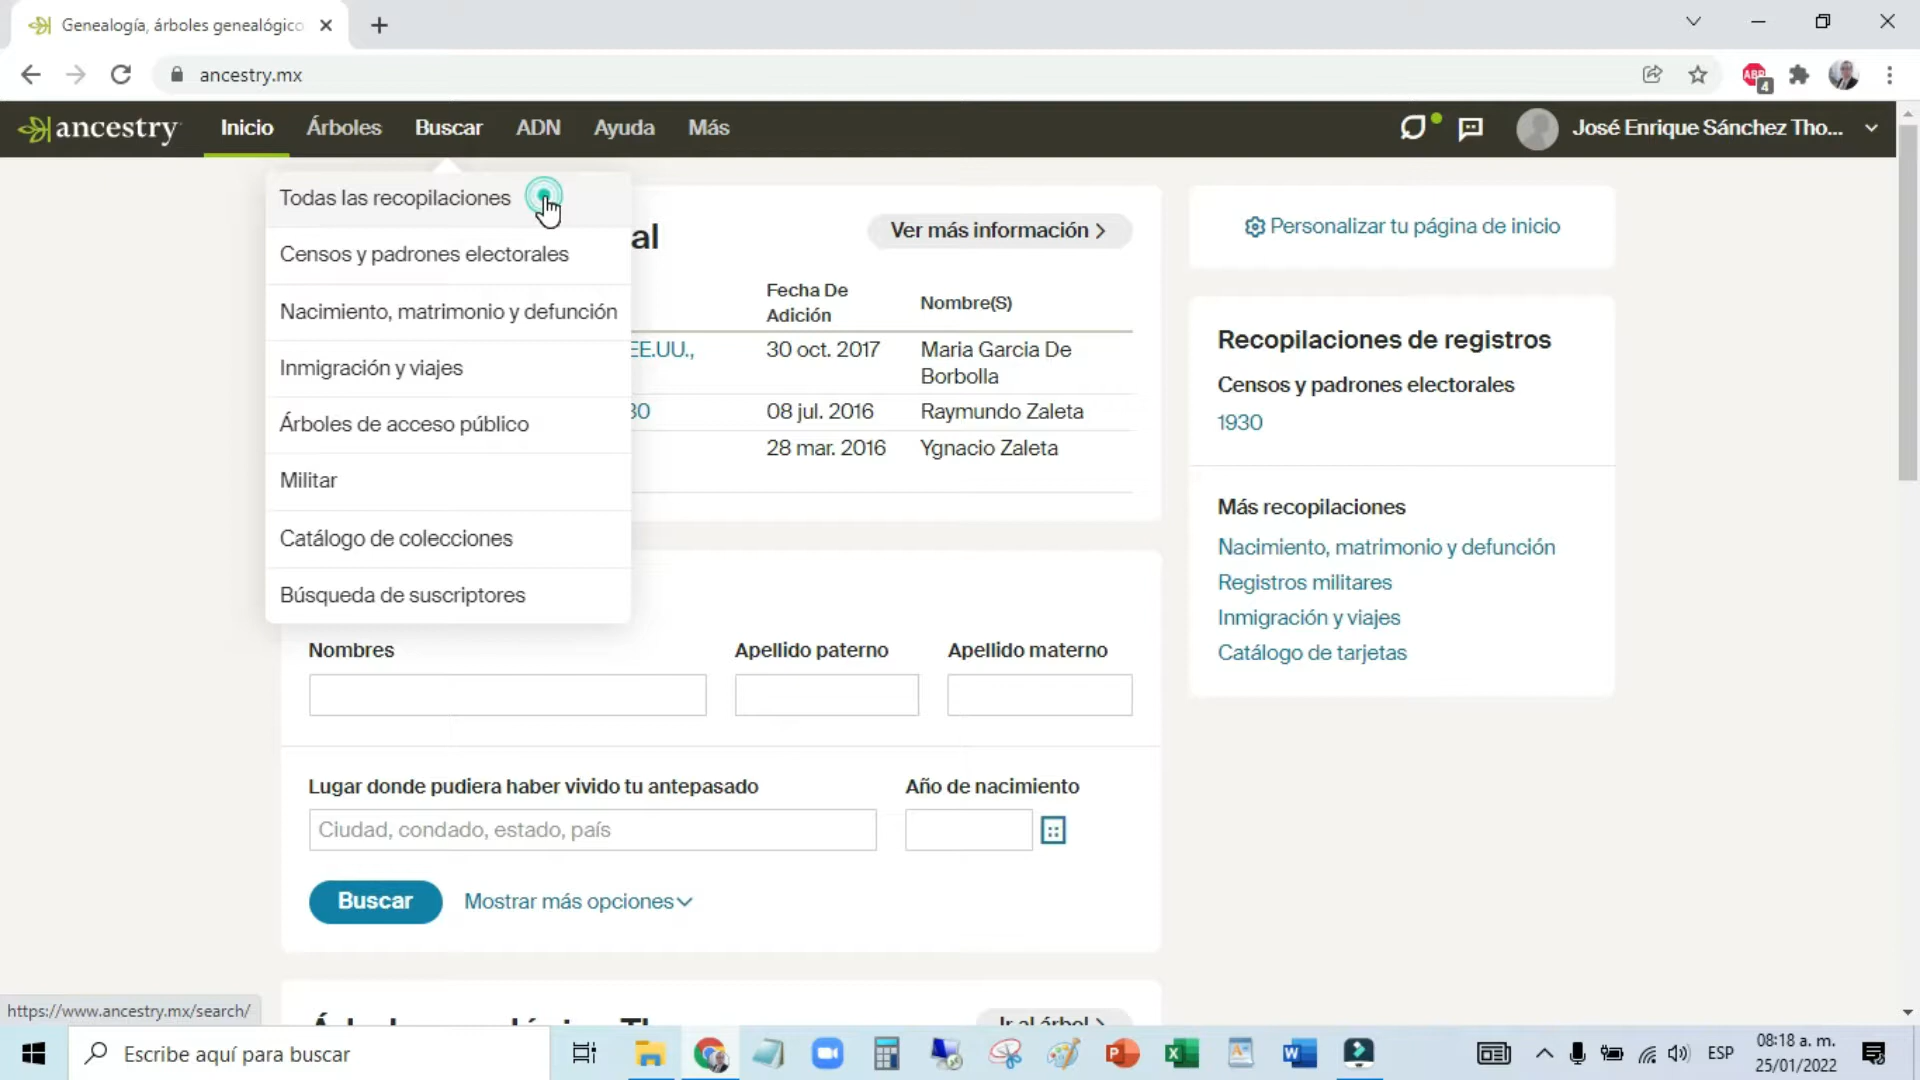 Genealogía, árboles genealógico
ancestry.mx
ABP
4
ancestry
Inicio
Árboles
Buscar
ADN
Ayuda
Más
José Enrique Sánchez Tho...
Todas las recopilaciones
Censos y padrones electorales
Nacimiento, matrimonio y defunción
Inmigración y viajes
Árboles de acceso público
Militar
Catálogo de colecciones
Búsqueda de suscriptores
al
Ver más información
Fecha De
Adición
Nombre(S)
EE.UU.,
30 oct. 2017
Maria Garcia De
Borbolla
30
08 jul. 2016
Raymundo Zaleta
28 mar. 2016
Ygnacio Zaleta
Nombres
Apellido paterno
Apellido materno
Lugar donde pudiera haber vivido tu antepasado
Año de nacimiento
Ciudad, condado, estado, país
Buscar
Mostrar más opciones
Ir al árbol
Personalizar tu página de inicio
Recopilaciones de registros
Censos y padrones electorales
1930
Más recopilaciones
Nacimiento, matrimonio y defunción
Registros militares
Inmigración y viajes
Catálogo de tarjetas
https://www.ancestry.mx/search/
Escribe aquí para buscar
ESP
08:18 a. m.
25/01/2022